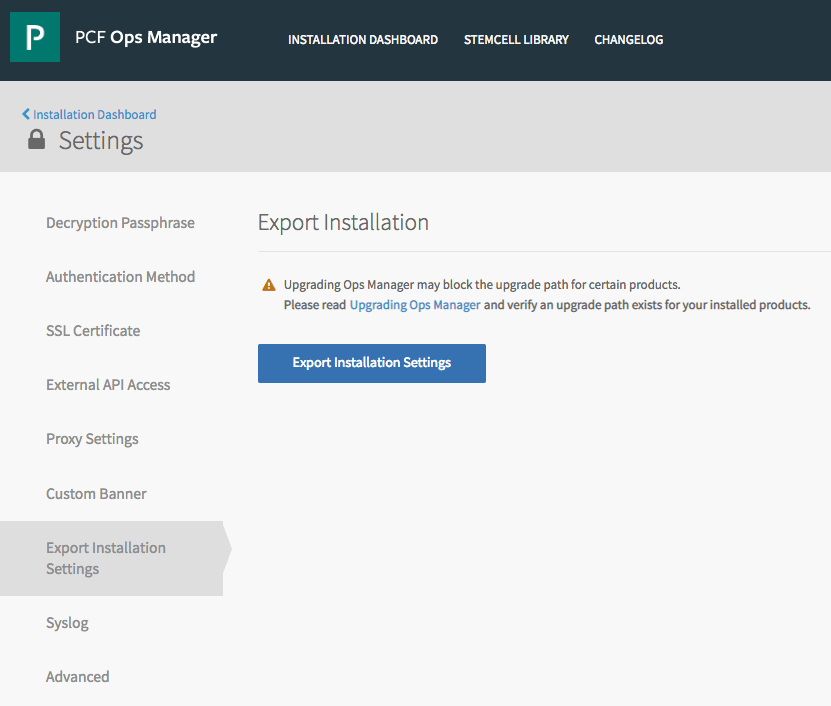 P PCF Ops Manager INSTALLATION DASHBOARD STEMCELL LIBRARY CHANGELOG
Installation Dashboard
Settings
Decryption Passphrase
Authentication Method
SSL Certificate
External API Access
Proxy Settings
Custom Banner
Export Installation
Settings
Syslog
Advanced
Export Installation
Upgrading Ops Manager may block the upgrade path for certain products.
Please read Upgrading Ops Manager and verify an upgrade path exists for your installed products.
Export Installation Settings